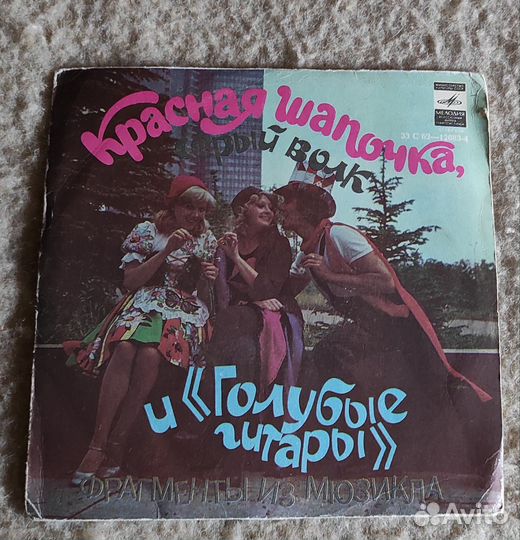 Красная шапочка,
Серый волк
МЕЛОДИЯ
33 С 62—12083-4
и «Голубые
гитары»
ФРАГМЕНТЫ ИЗ МЮЗИКЛА
Avito